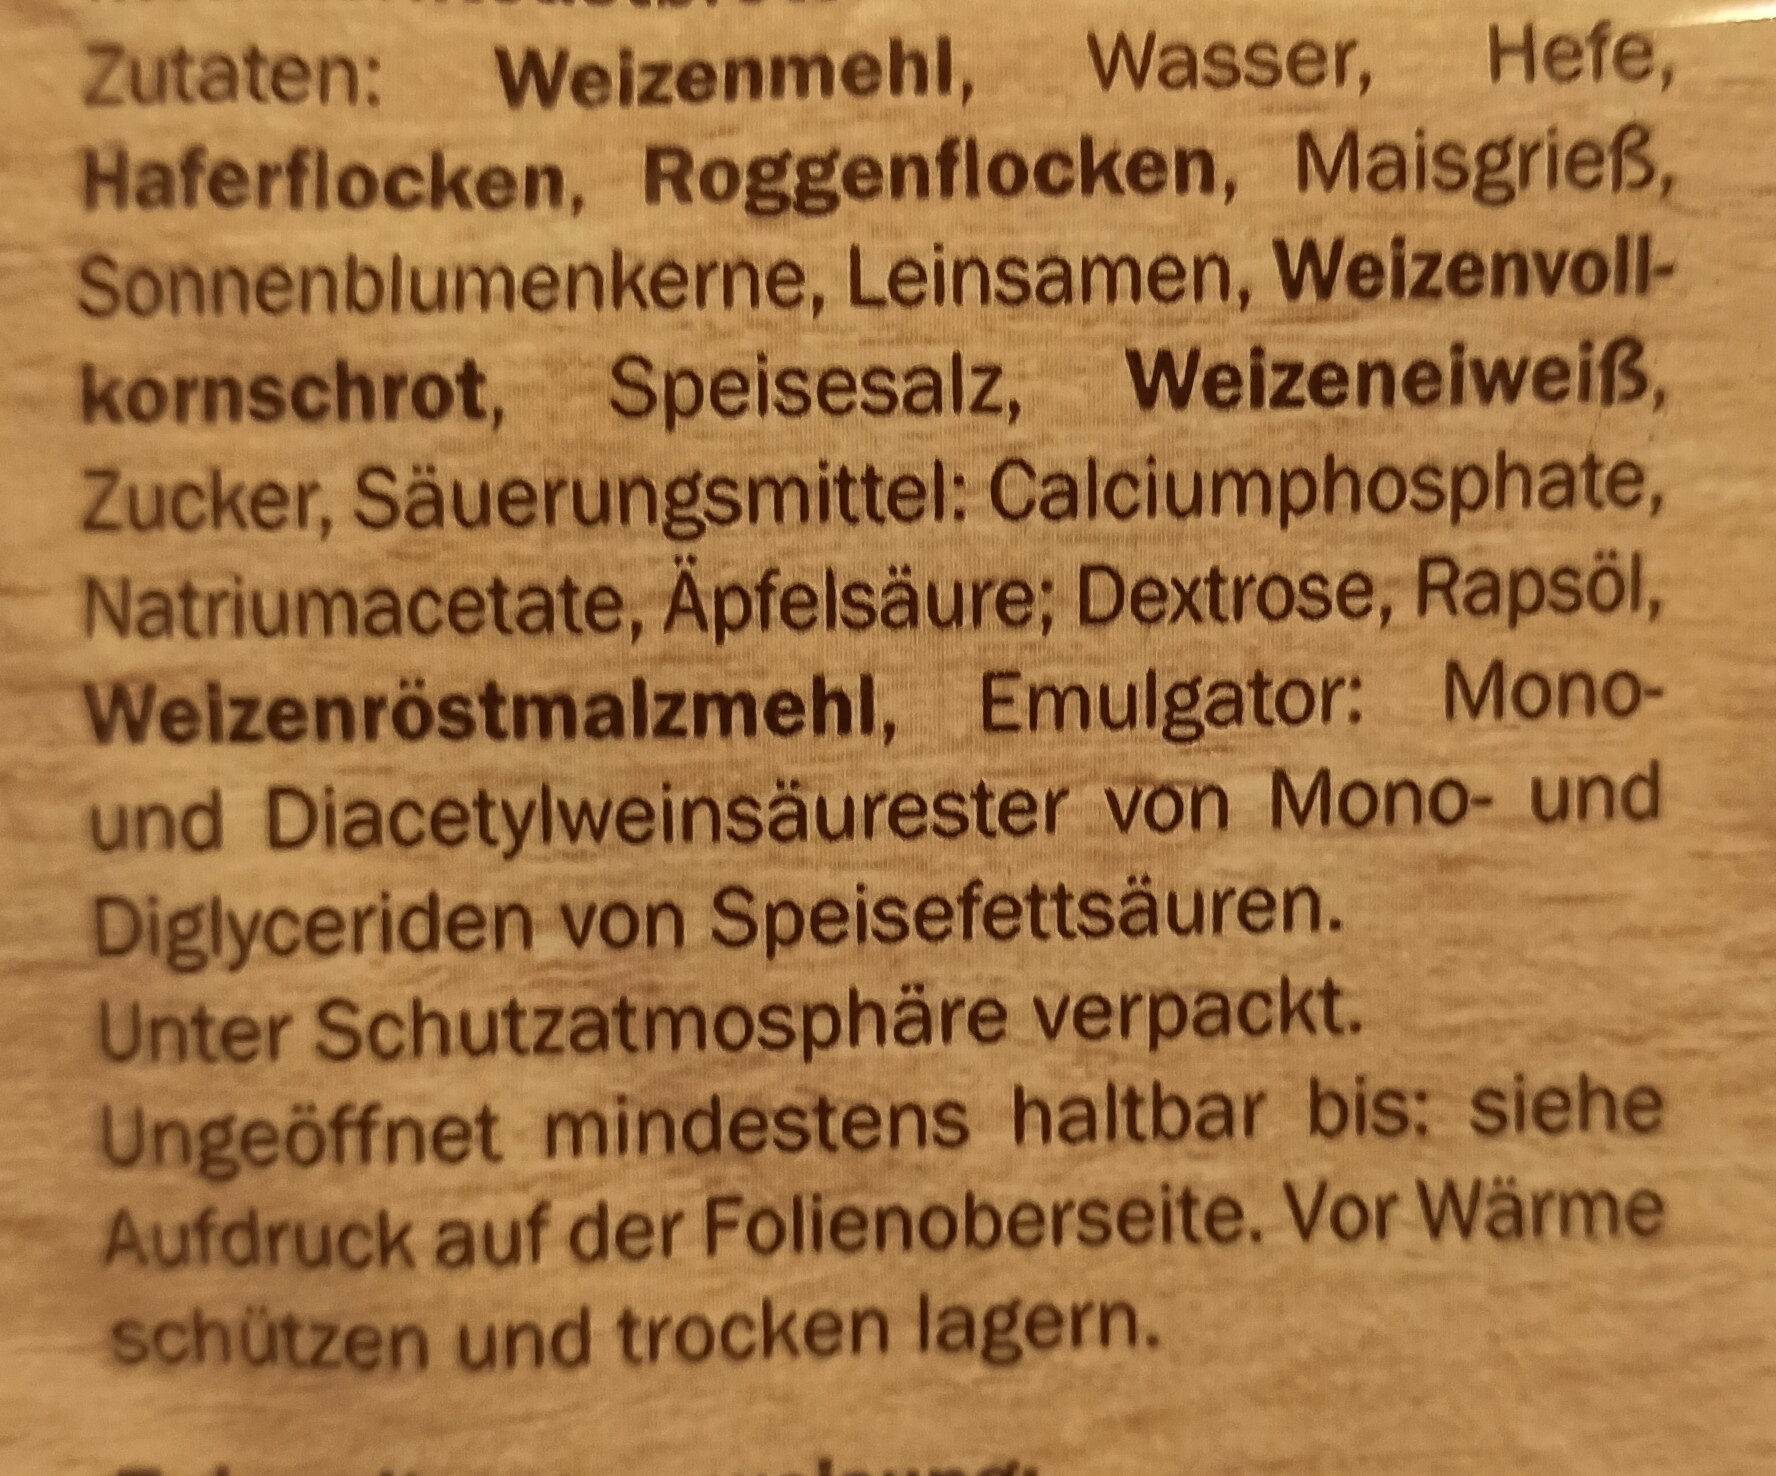 Zutaten: Weizenmehl, Wasser, Hefe,
Haferflocken, Roggenflocken, Maisgrieß,
Sonnenblumenkerne, Leinsamen, Weizenvoll-
kornschrot, Speisesalz, Weizeneiweiß,
Zucker, Säuerungsmittel: Calciumphosphate,
Natriumacetate, Äpfelsäure; Dextrose, Rapsöl,
Weizenröstmalzmehl, Emulgator: Mono-
und Diacetylweinsäurester von Mono- und
Diglyceriden von Speisefettsäuren.
Unter Schutzatmosphäre verpackt.
Ungeöffnet mindestens haltbar bis: siehe
Aufdruck auf der Folienoberseite. Vor Wärme
schützen und trocken lagern.